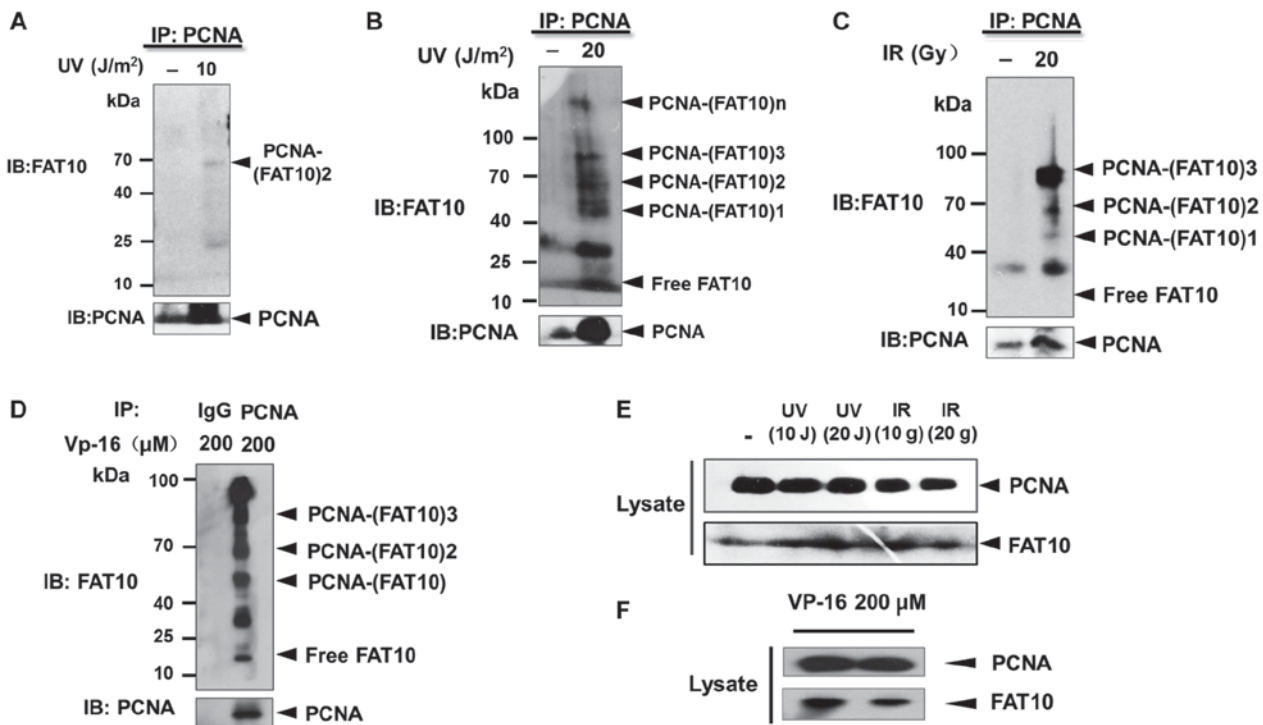 A
IP: PCNA
UV (J/m²)
– 10
kDa
70
40
25
10
IB:FAT10
PCNA-
(FAT10)2
IB:PCNA
PCNA
B
IP: PCNA
UV (J/m²)
– 20
kDa
100
70
40
25
10
IB:FAT10
PCNA-(FAT10)n
PCNA-(FAT10)3
PCNA-(FAT10)2
PCNA-(FAT10)1
Free FAT10
IB:PCNA
PCNA
C
IP: PCNA
IR (Gy)
– 20
kDa
100
70
40
10
IB:FAT10
PCNA-(FAT10)3
PCNA-(FAT10)2
PCNA-(FAT10)1
Free FAT10
IB:PCNA
PCNA
D
IP: IgG PCNA
Vp-16 (µM) 200 200
kDa
100
70
40
25
10
IB: FAT10
PCNA-(FAT10)3
PCNA-(FAT10)2
PCNA-(FAT10)
Free FAT10
IB: PCNA
PCNA
E
UV UV IR IR
- (10 J) (20 J) (10 g) (20 g)
Lysate
PCNA
FAT10
F
VP-16 200 µM
Lysate
PCNA
FAT10